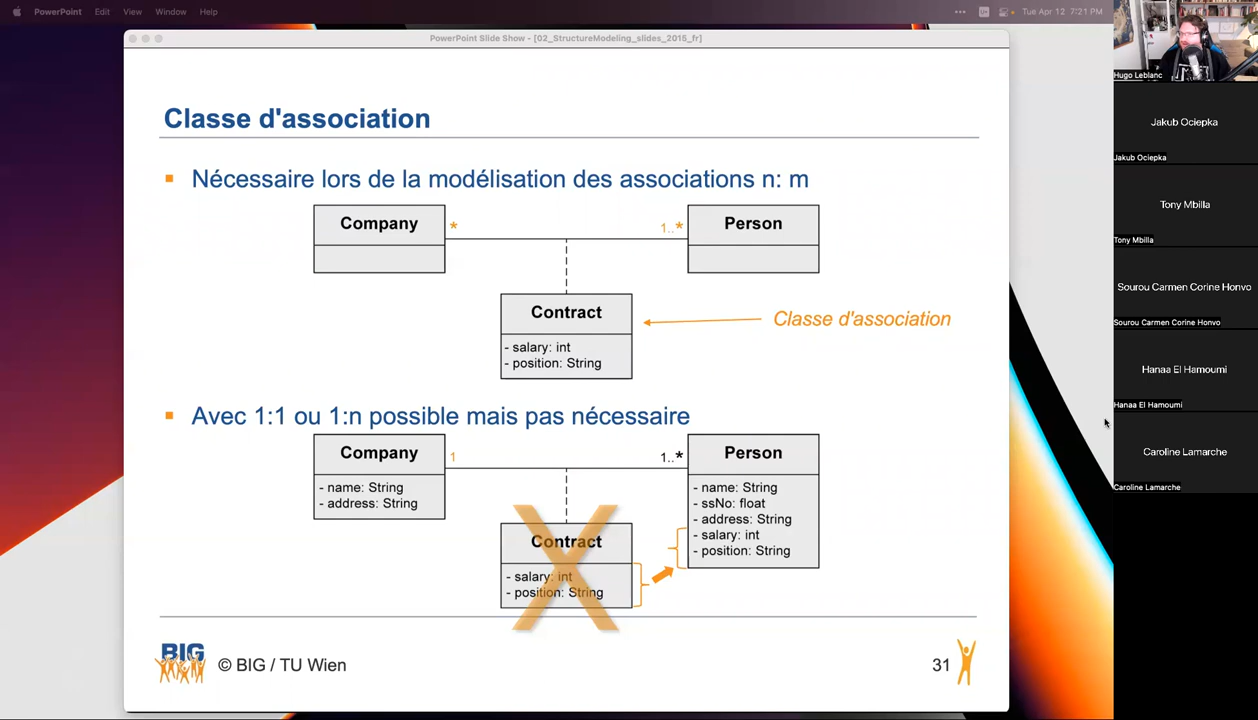 PowerPoint Edit View Window Help
Tue Apr 12 7:21 PM
PowerPoint Slide Show - [02_StructureModeling_slides_2015_fr]
Classe d'association
Nécessaire lors de la modélisation des associations n: m
Company
*
1..*
Person
Contract
- salary: int
- position: String
Classe d'association
Avec 1:1 ou 1:n possible mais pas nécessaire
Company
- name: String
- address: String
1
1..*
Person
- name: String
- ssNo: float
- address: String
- salary: int
- position: String
Contract
- salary: int
- position: String
BIG
© BIG / TU Wien
31
Hugo Leblanc
Jakub Ociepka
Jakub Ociepka
Tony Mbilla
Tony Mbilla
Sourou Carmen Corine Honvo
Sourou Carmen Corine Honvo
Hanaa El Hamoumi
Hanaa El Hamoumi
Caroline Lamarche
Caroline Lamarche